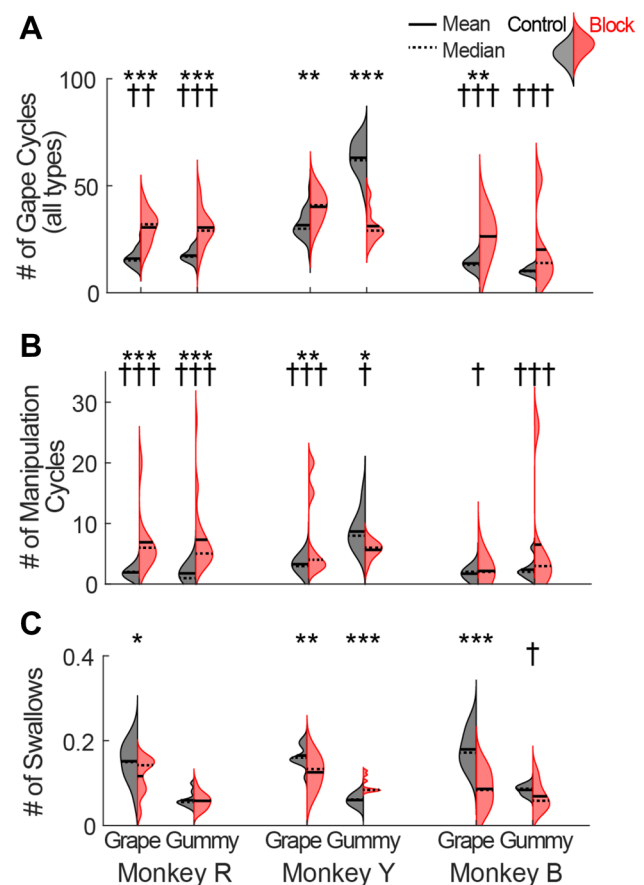 A
Mean Control Block
Median
*** *** ** *** **
†† ††† ††† †††
# of Gape Cycles
(all types)
100
50
0
B
*** *** ** *
††† ††† ††† † † †††
# of Manipulation
Cycles
30
20
10
0
C
* ** *** ***
†
# of Swallows
0.4
0.2
0
Grape Gummy Grape Gummy Grape Gummy
Monkey R Monkey Y Monkey B